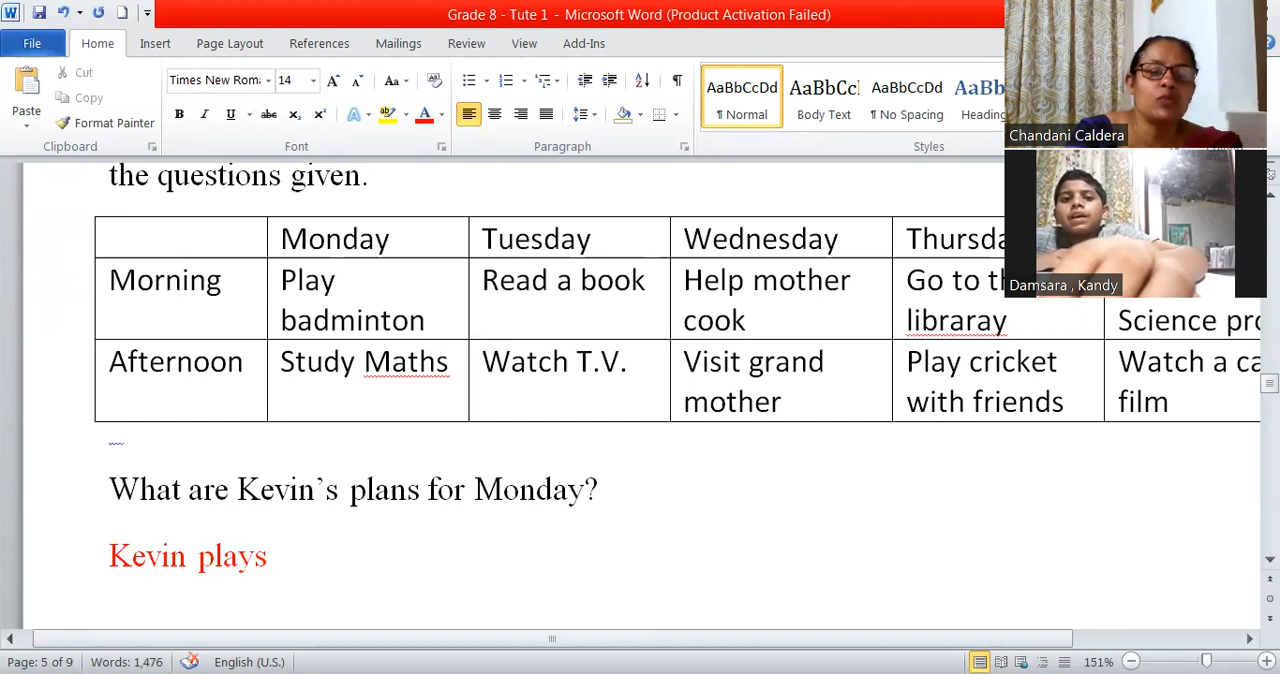 Grade 8 - Tute 1 - Microsoft Word (Product Activation Failed)
File Home Insert Page Layout References Mailings Review View Add-Ins
Paste
Cut
Copy
Format Painter
Clipboard
Times New Roma 14
Font
Paragraph
AaBbCcDd AaBbCcI AaBbCcDd AaBb
¶ Normal Body Text ¶ No Spacing Heading
Styles
Chandani Caldera
Damsara , Kandy
the questions given.
Monday Tuesday Wednesday Thursda
Morning Play badminton Read a book Help mother cook Go to th libraray Science pro
Afternoon Study Maths Watch T.V. Visit grand mother Play cricket with friends Watch a ca film
What are Kevin's plans for Monday?
Kevin plays
Page: 5 of 9 Words: 1,476 English (U.S.) 151%